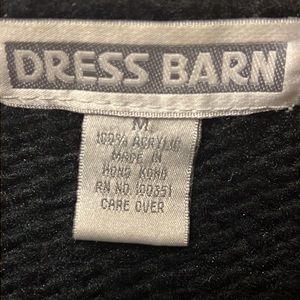 DRESS BARN
M
100% ACRYLIC
MADE IN
HONG KONG
RN NO. 100351
CARE OVER